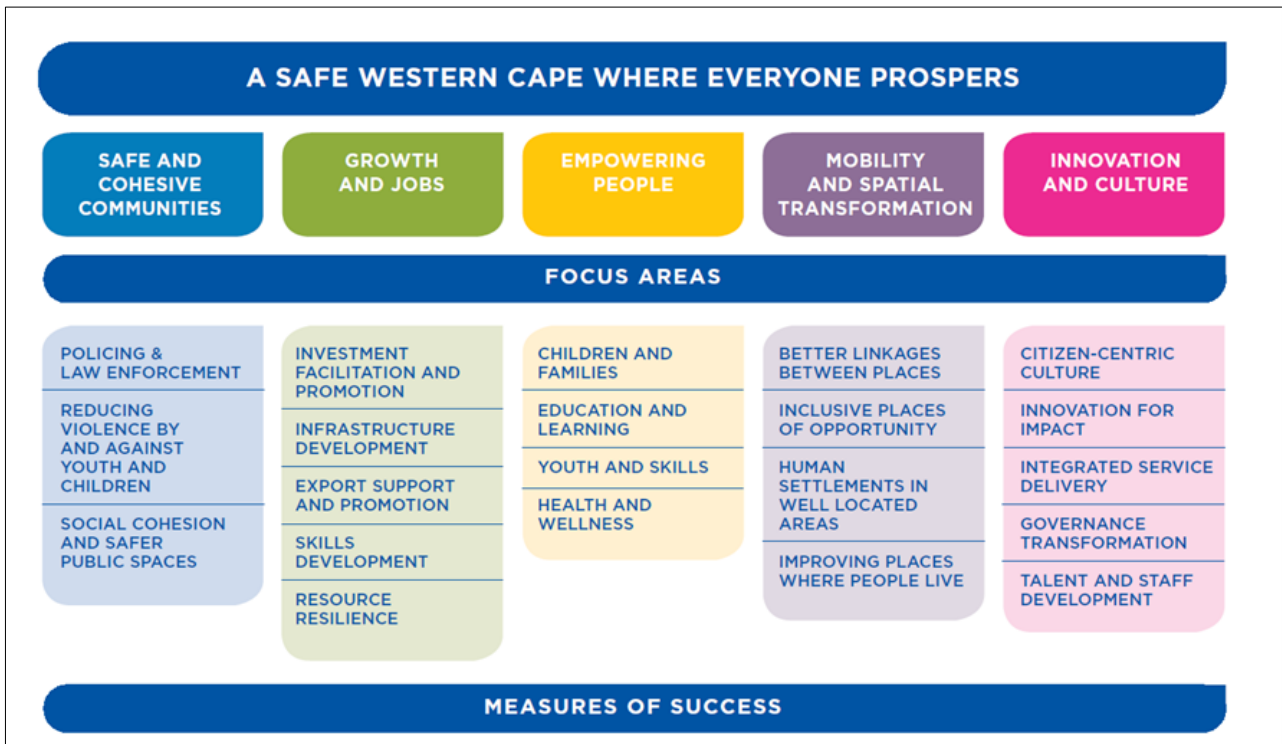 A SAFE WESTERN CAPE WHERE EVERYONE PROSPERS
SAFE AND
COHESIVE
COMMUNITIES
GROWTH
AND JOBS
EMPOWERING
PEOPLE
MOBILITY
AND SPATIAL
TRANSFORMATION
INNOVATION
AND CULTURE
FOCUS AREAS
POLICING &
LAW ENFORCEMENT
REDUCING
VIOLENCE BY
AND AGAINST
YOUTH AND
CHILDREN
SOCIAL COHESION
AND SAFER
PUBLIC SPACES
INVESTMENT
FACILITATION AND
PROMOTION
INFRASTRUCTURE
DEVELOPMENT
EXPORT SUPPORT
AND PROMOTION
SKILLS
DEVELOPMENT
RESOURCE
RESILIENCE
CHILDREN AND
FAMILIES
EDUCATION AND
LEARNING
YOUTH AND SKILLS
HEALTH AND
WELLNESS
BETTER LINKAGES
BETWEEN PLACES
INCLUSIVE PLACES
OF OPPORTUNITY
HUMAN
SETTLEMENTS IN
WELL LOCATED
AREAS
IMPROVING PLACES
WHERE PEOPLE LIVE
CITIZEN-CENTRIC
CULTURE
INNOVATION FOR
IMPACT
INTEGRATED SERVICE
DELIVERY
GOVERNANCE
TRANSFORMATION
TALENT AND STAFF
DEVELOPMENT
MEASURES OF SUCCESS